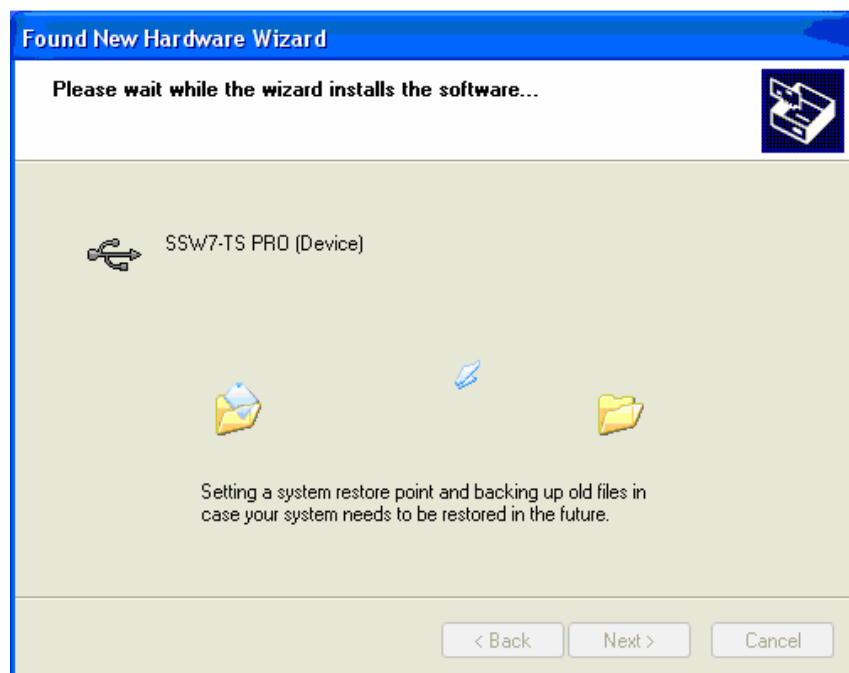 Found New Hardware Wizard
Please wait while the wizard installs the software...
SSW7-TS PRO (Device)
Setting a system restore point and backing up old files in
case your system needs to be restored in the future.
< Back
Next >
Cancel